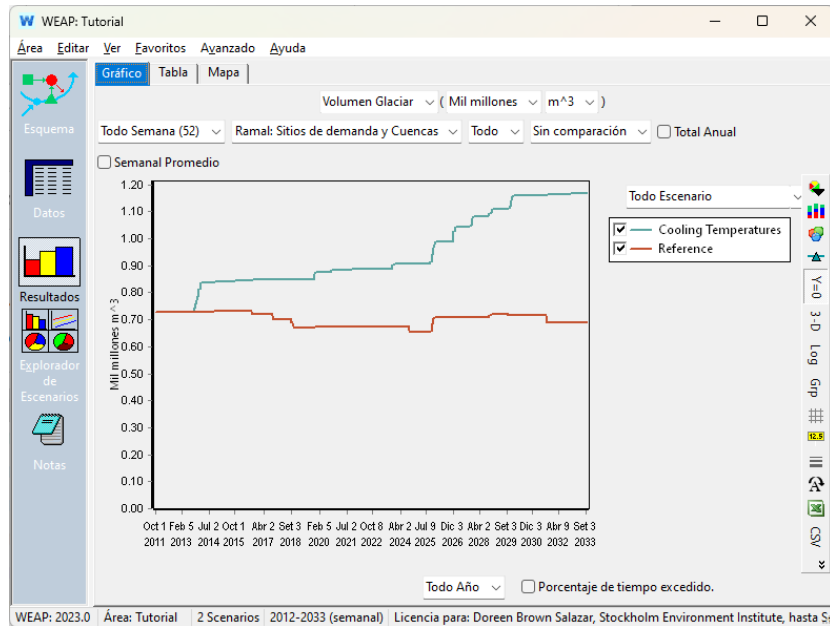 WEAP: Tutorial
Área Editar Ver Favoritos Avanzado Ayuda
Gráfico Tabla Mapa
Volumen Glaciar ( Mil millones m^3 )
Todo Semana (52) Ramal: Sitios de demanda y Cuencas Todo Sin comparación Total Anual
Semanal Promedio
Esquema
Datos
Resultados
Explorador
de
Escenarios
Notas
Todo Escenario
Cooling Temperatures
Reference
1.20
1.10
1.00
0.90
0.80
0.70
0.60
0.50
0.40
0.30
0.20
0.10
0.00
Mil millones m^3
Oct 1 Feb 5 Jul 2 Oct 1 Abr 2 Set 3 Feb 5 Jul 2 Oct 8 Abr 2 Jul 9 Dic 3 Abr 2 Set 3 Dic 3 Abr 9 Set 3
2011 2013 2014 2015 2017 2018 2020 2021 2022 2024 2025 2026 2028 2029 2030 2032 2033
Y=0
3-D
Log
Grp
12.5
CSV
Todo Año Porcentaje de tiempo excedido.
WEAP: 2023.0 Área: Tutorial 2 Scenarios 2012-2033 (semanal) Licencia para: Doreen Brown Salazar, Stockholm Environment Institute, hasta